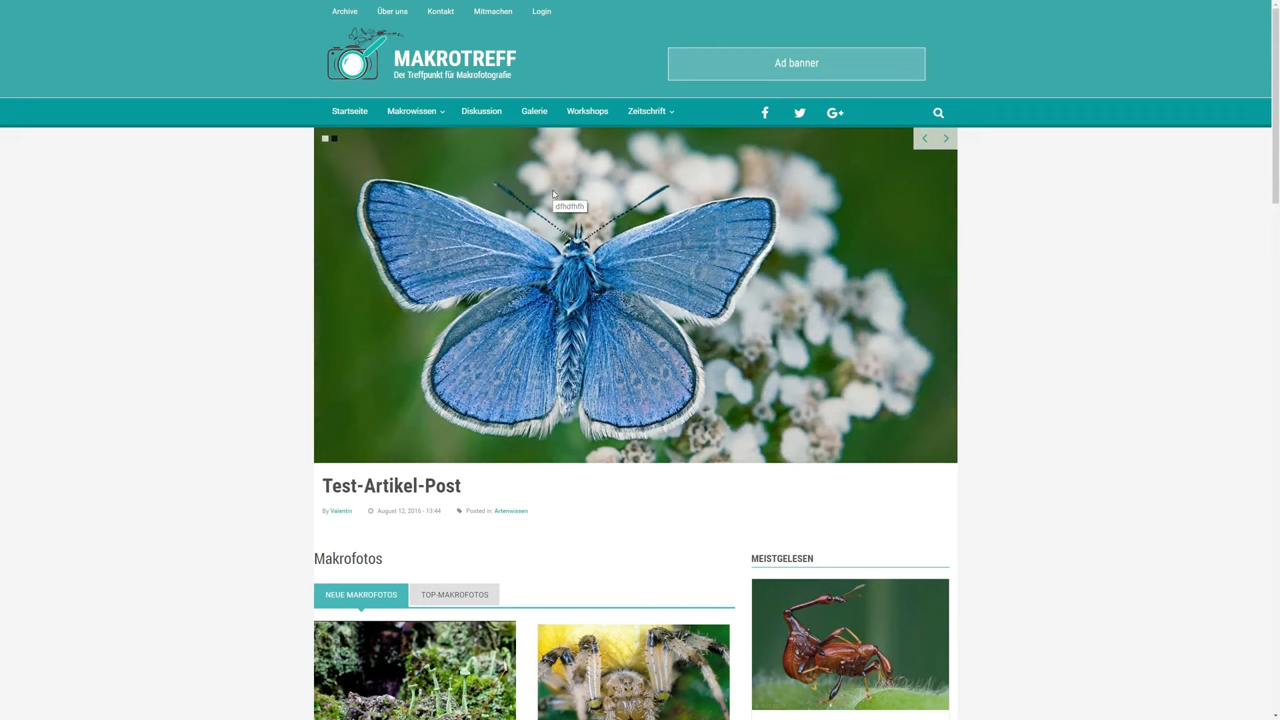 Archive Über uns Kontakt Mitmachen Login
MAKROTREFF
Der Treffpunkt für Makrofotografie
Ad banner
Startseite Makrowissen Diskussion Galerie Workshops Zeitschrift
dfhdfhfh
Test-Artikel-Post
By Valentin August 12, 2016 - 13:44 Posted in: Artenwissen
Makrofotos
MEISTGELESEN
NEUE MAKROFOTOS TOP-MAKROFOTOS